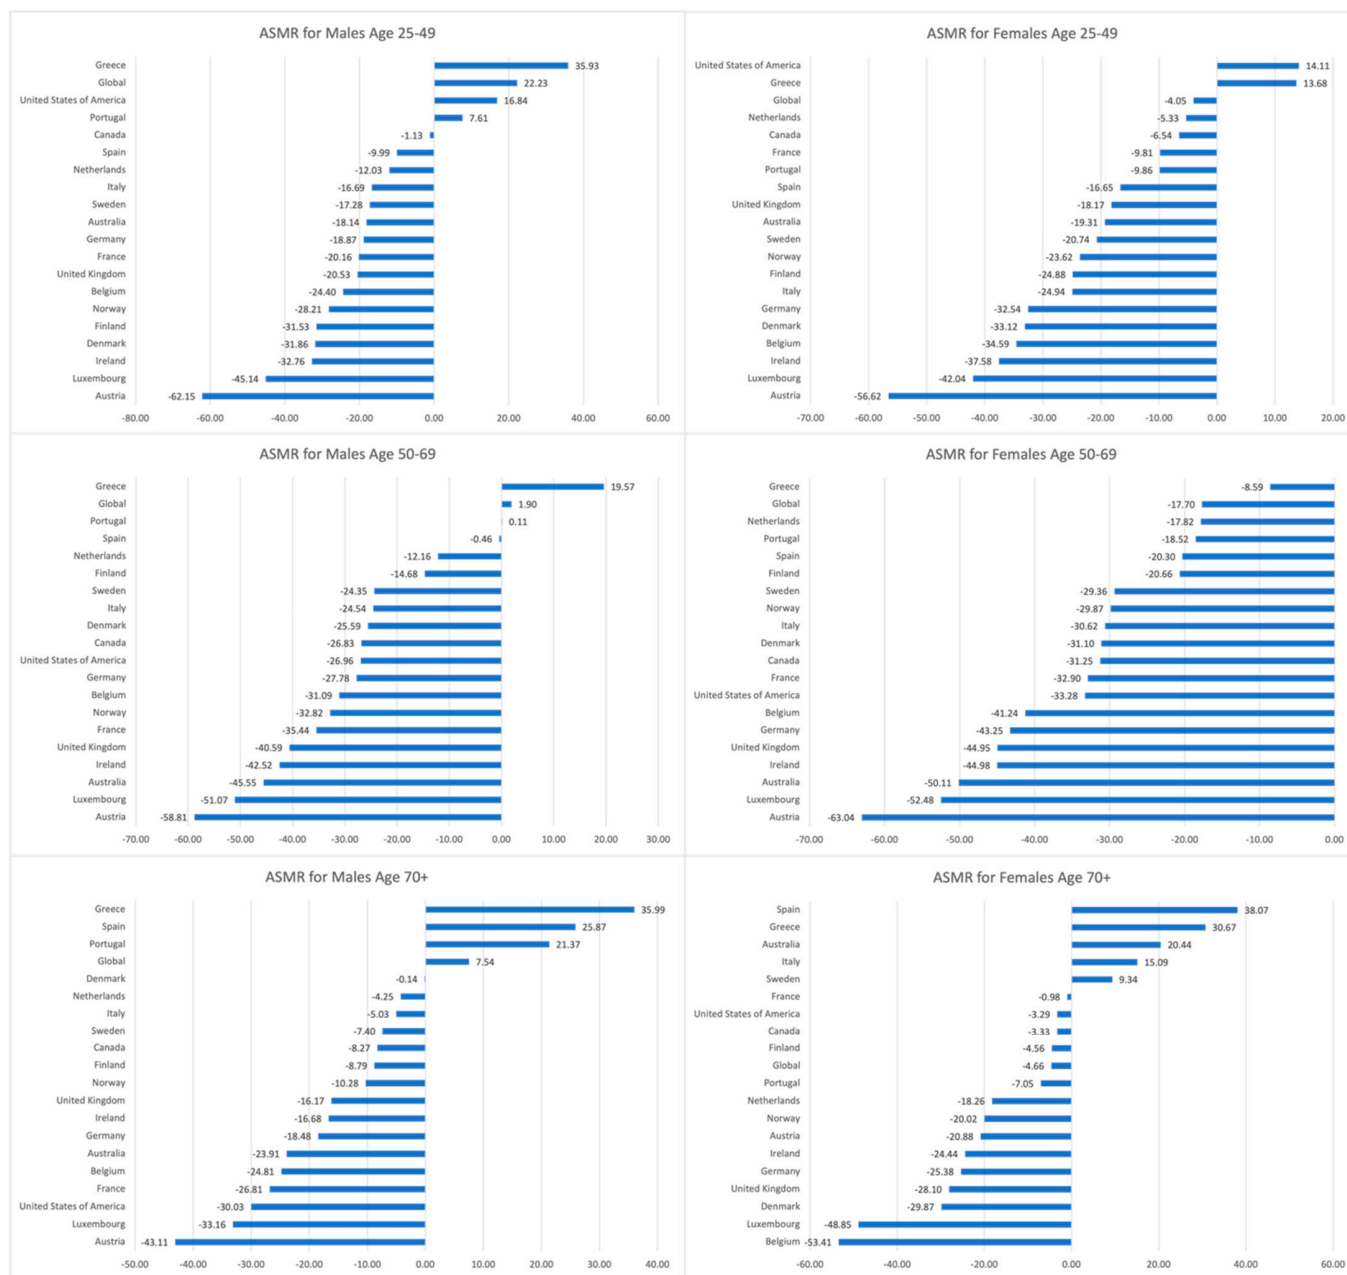 ASMR for Males Age 25-49
Greece 35.93
Global 22.23
United States of America 16.84
Portugal 7.61
Canada -1.13
Spain -9.99
Netherlands -12.03
Italy -16.69
Sweden -17.28
Australia -18.14
Germany -18.87
France -20.16
United Kingdom -20.53
Belgium -24.40
Norway -28.21
Finland -31.53
Denmark -31.86
Ireland -32.76
Luxembourg -45.14
Austria -62.15
-80.00 -60.00 -40.00 -20.00 0.00 20.00 40.00 60.00
ASMR for Females Age 25-49
United States of America 14.11
Greece 13.68
Global -4.05
Netherlands -5.33
Canada -6.54
France -9.81
Portugal -9.86
Spain -16.65
United Kingdom -18.17
Australia -19.31
Sweden -20.74
Norway -23.62
Finland -24.88
Italy -24.94
Germany -32.54
Denmark -33.12
Belgium -34.59
Ireland -37.58
Luxembourg -42.04
Austria -56.62
-70.00 -60.00 -50.00 -40.00 -30.00 -20.00 -10.00 0.00 10.00 20.00
ASMR for Males Age 50-69
Greece 19.57
Global 1.90
Portugal 0.11
Spain -0.46
Netherlands -12.16
Finland -14.68
Sweden -24.35
Italy -24.54
Denmark -25.59
Canada -26.83
United States of America -26.96
Germany -27.78
Belgium -31.09
Norway -32.82
France -35.44
United Kingdom -40.59
Ireland -42.52
Australia -45.55
Luxembourg -51.07
Austria -58.81
-70.00 -60.00 -50.00 -40.00 -30.00 -20.00 -10.00 0.00 10.00 20.00 30.00
ASMR for Females Age 50-69
Greece -8.59
Global -17.70
Netherlands -17.82
Portugal -18.52
Spain -20.30
Finland -20.66
Sweden -29.36
Norway -29.87
Italy -30.62
Denmark -31.10
Canada -31.25
France -32.90
United States of America -33.28
Belgium -41.24
Germany -43.25
United Kingdom -44.95
Ireland -44.98
Australia -50.11
Luxembourg -52.48
Austria -63.04
-70.00 -60.00 -50.00 -40.00 -30.00 -20.00 -10.00 0.00
ASMR for Males Age 70+
Greece 35.99
Spain 25.87
Portugal 21.37
Global 7.54
Denmark -0.14
Netherlands -4.25
Italy -5.03
Sweden -7.40
Canada -8.27
Finland -8.79
Norway -10.28
United Kingdom -16.17
Ireland -16.68
Germany -18.48
Australia -23.91
Belgium -24.81
France -26.81
United States of America -30.03
Luxembourg -33.16
Austria -43.11
-50.00 -40.00 -30.00 -20.00 -10.00 0.00 10.00 20.00 30.00 40.00
ASMR for Females Age 70+
Spain 38.07
Greece 30.67
Australia 20.44
Italy 15.09
Sweden 9.34
France -0.98
United States of America -3.29
Canada -3.33
Finland -4.56
Global -4.66
Portugal -7.05
Netherlands -18.26
Norway -20.02
Austria -20.88
Ireland -24.44
Germany -25.38
United Kingdom -28.10
Denmark -29.87
Luxembourg -48.85
Belgium -53.41
-60.00 -40.00 -20.00 0.00 20.00 40.00 60.00